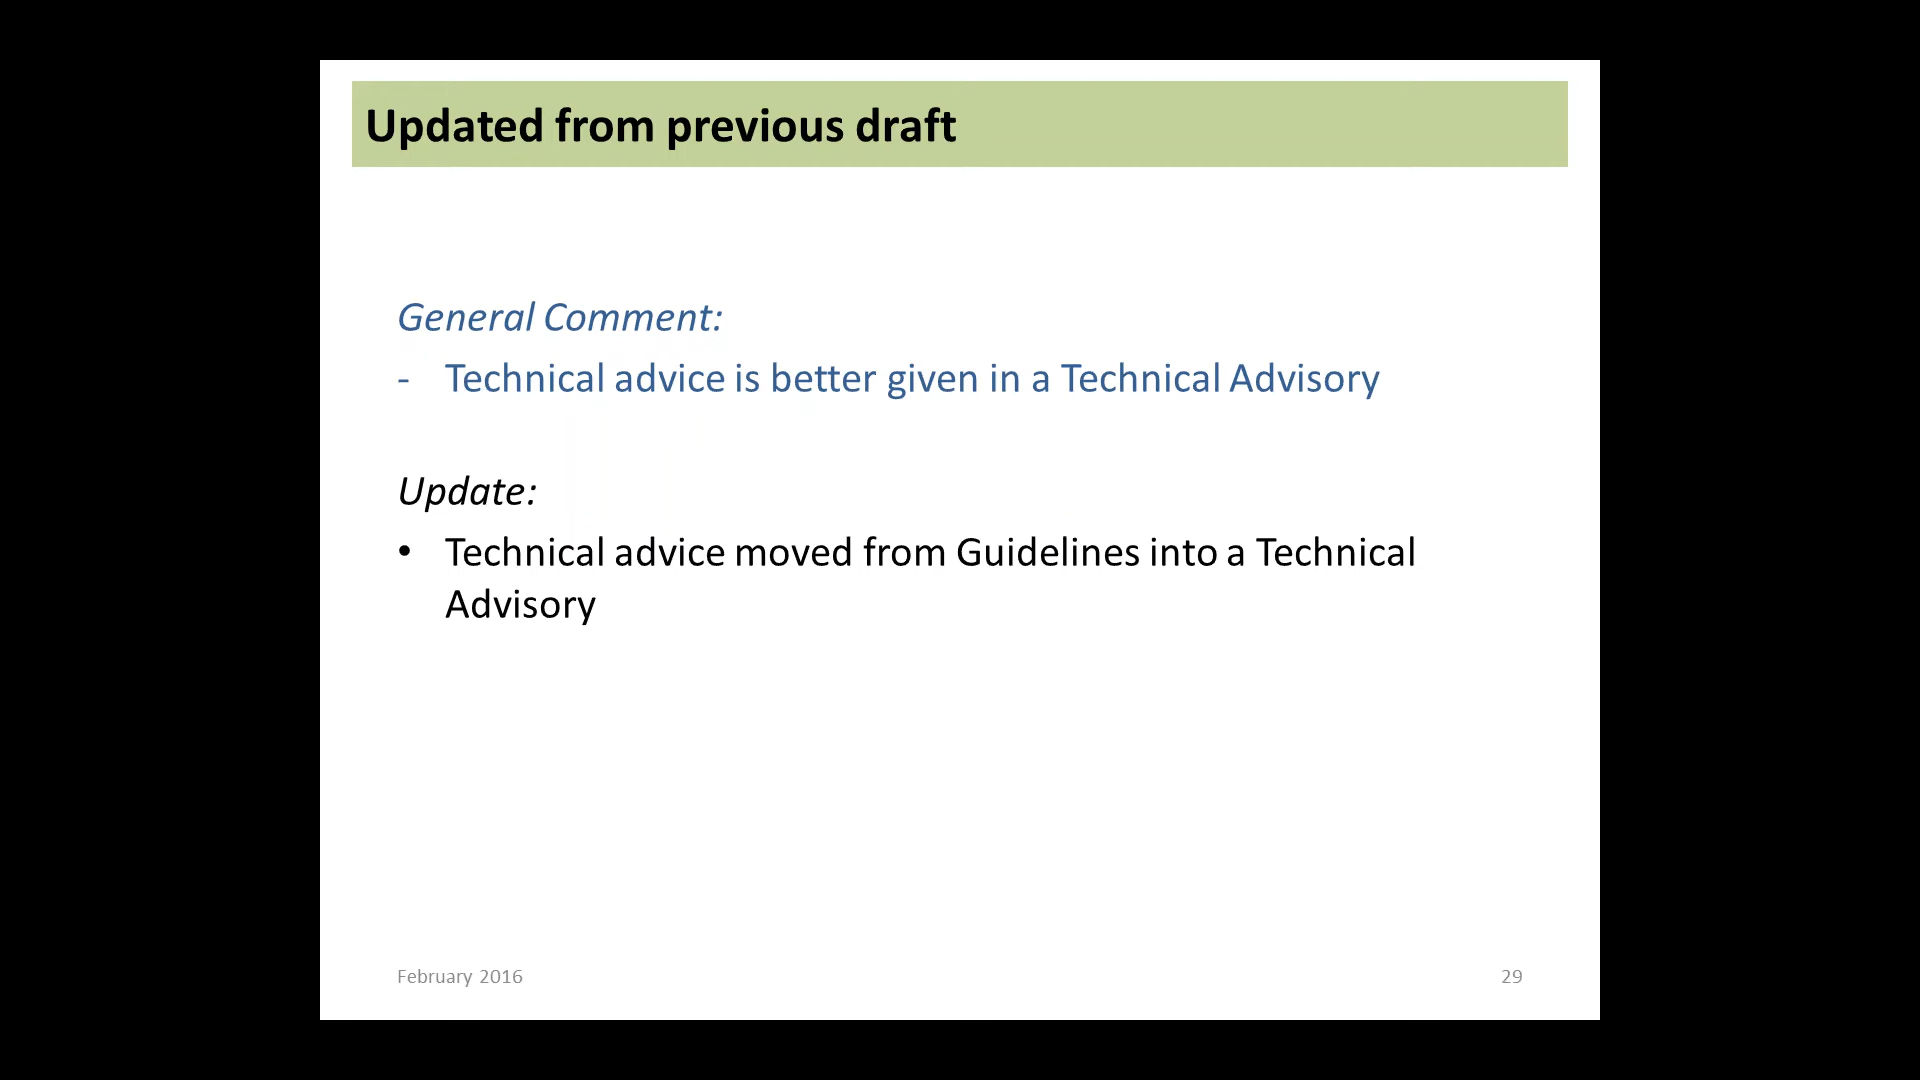 Updated from previous draft
General Comment:
- Technical advice is better given in a Technical Advisory
Update:
• Technical advice moved from Guidelines into a Technical
Advisory
February 2016
29